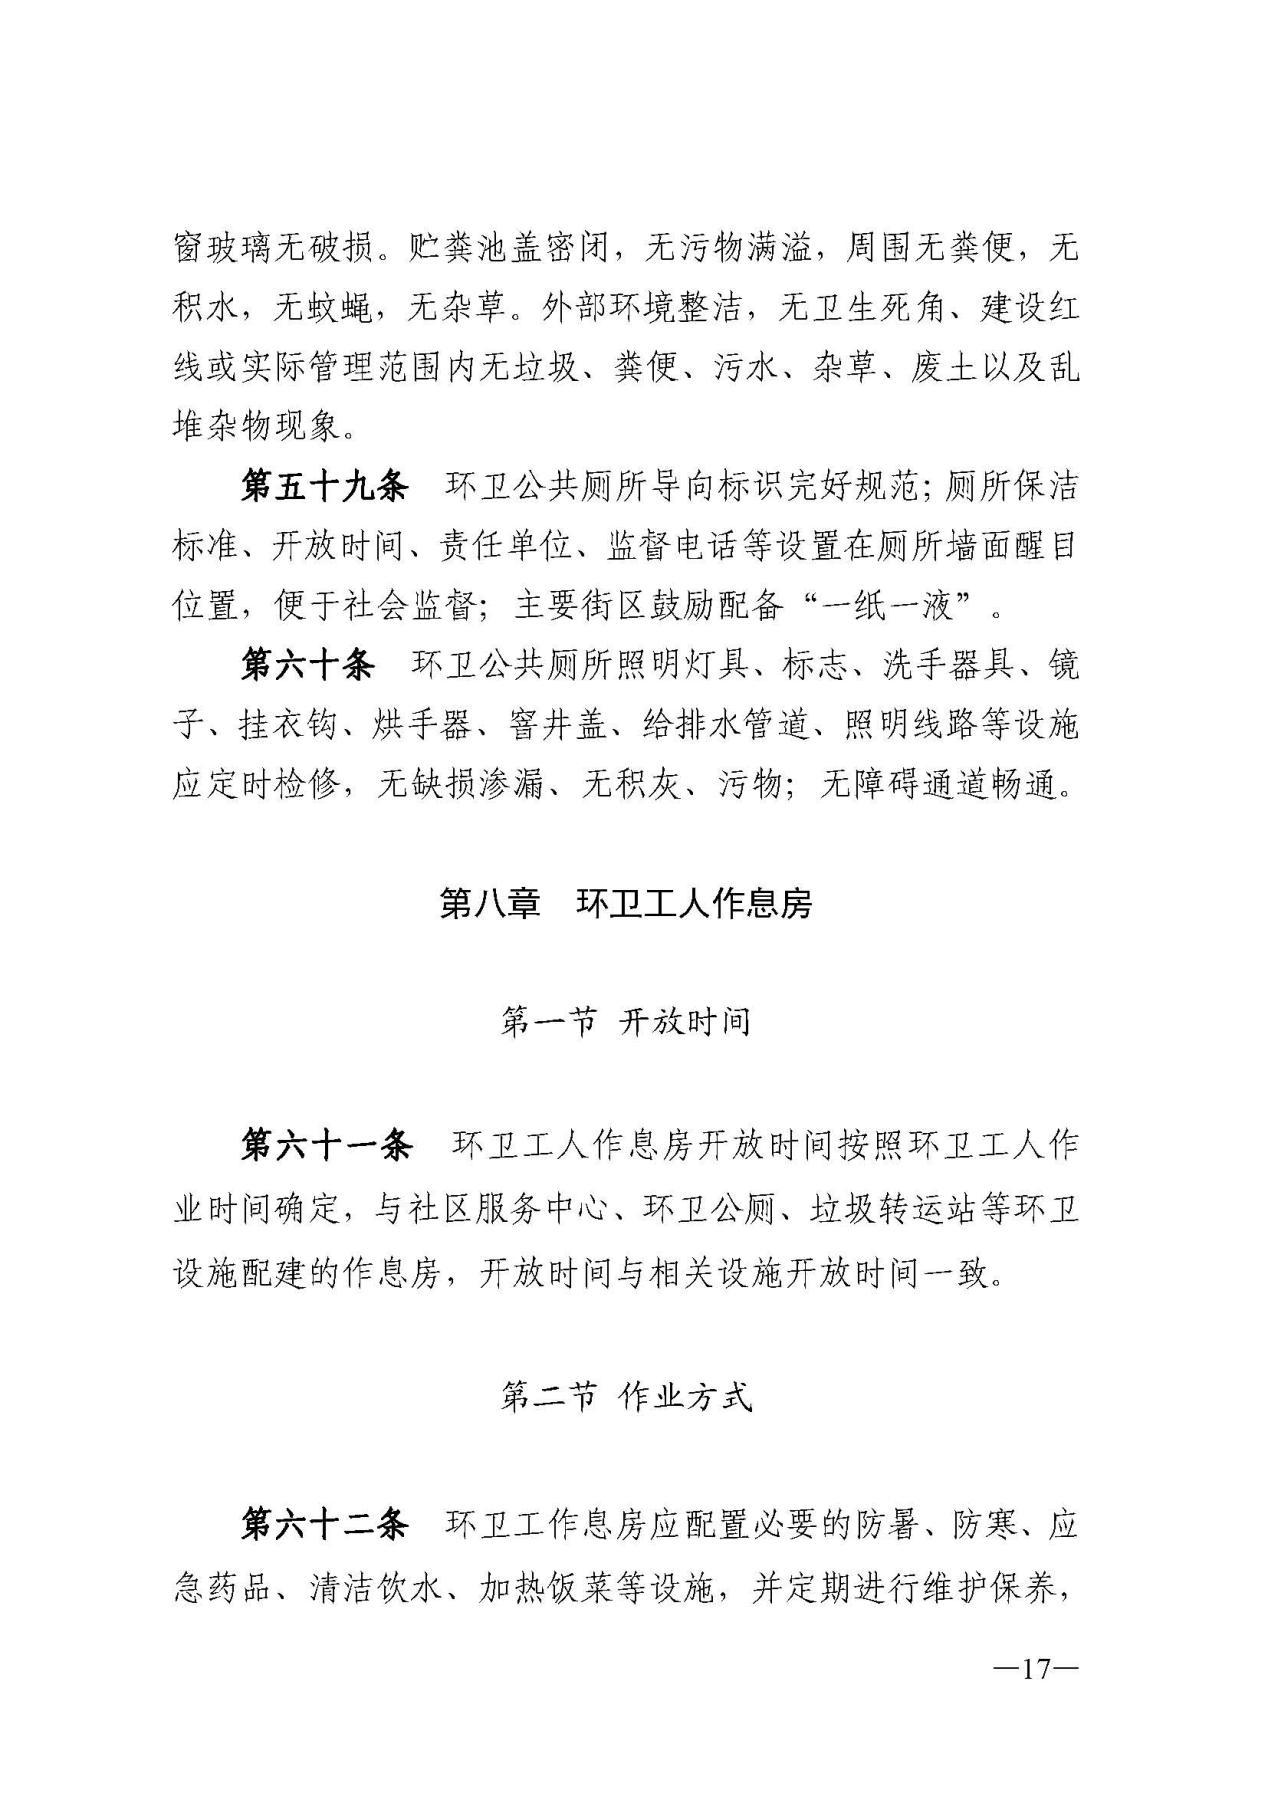 窗玻璃无破损。贮粪池盖密闭，无污物满溢，周围无粪便，无
积水，无蚊蝇，无杂草。外部环境整洁，无卫生死角、建设红
线或实际管理范围内无垃圾、粪便、污水、杂草、废土以及乱
堆杂物现象。
第五十九条　环卫公共厕所导向标识完好规范；厕所保洁
标准、开放时间、责任单位、监督电话等设置在厕所墙面醒目
位置，便于社会监督；主要街区鼓励配备“一纸一液”。
第六十条　环卫公共厕所照明灯具、标志、洗手器具、镜
子、挂衣钩、烘手器、窨井盖、给排水管道、照明线路等设施
应定时检修，无缺损渗漏、无积灰、污物；无障碍通道畅通。
第八章　环卫工人作息房
第一节 开放时间
第六十一条　环卫工人作息房开放时间按照环卫工人作
业时间确定，与社区服务中心、环卫公厕、垃圾转运站等环卫
设施配建的作息房，开放时间与相关设施开放时间一致。
第二节 作业方式
第六十二条　环卫工作息房应配置必要的防暑、防寒、应
急药品、清洁饮水、加热饭菜等设施，并定期进行维护保养，
—17—